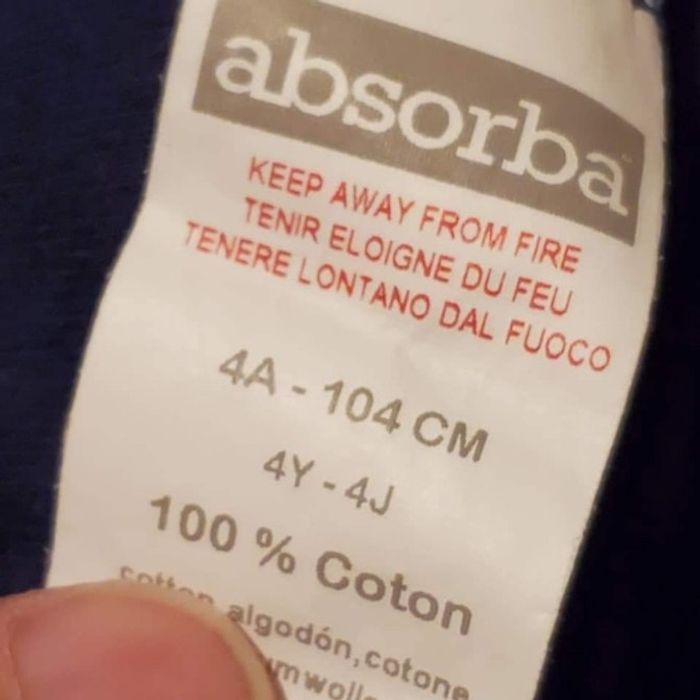 absorba
KEEP AWAY FROM FIRE
TENIR ELOIGNE DU FEU
TENERE LONTANO DAL FUOCO
4A - 104 CM
4Y - 4J
100 % Coton
cotton, algodón, cotone